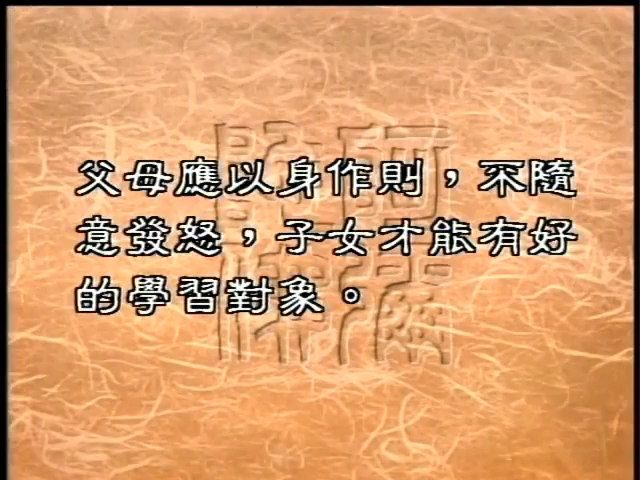 父母應以身作則，不隨
意發怒，子女才能有好
的學習對象。